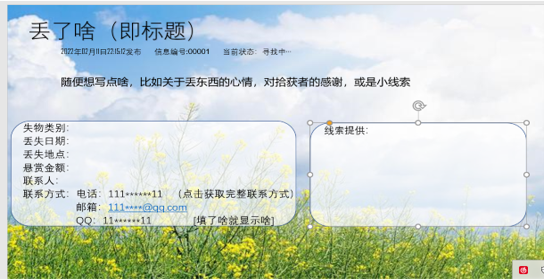 丢了啥（即标题）
2022年02月11日22:15:12发布 信息编号:00001 当前状态：寻找中…
随便想写点啥，比如关于丢东西的心情，对拾获者的感谢，或是小线索
失物类别：
丢失日期：
丢失地点：
悬赏金额：
联系人：
联系方式：电话：111******11 （点击获取完整联系方式）
邮箱：111****@qq.com
QQ：11******11 [填了啥就显示啥]
线索提供：